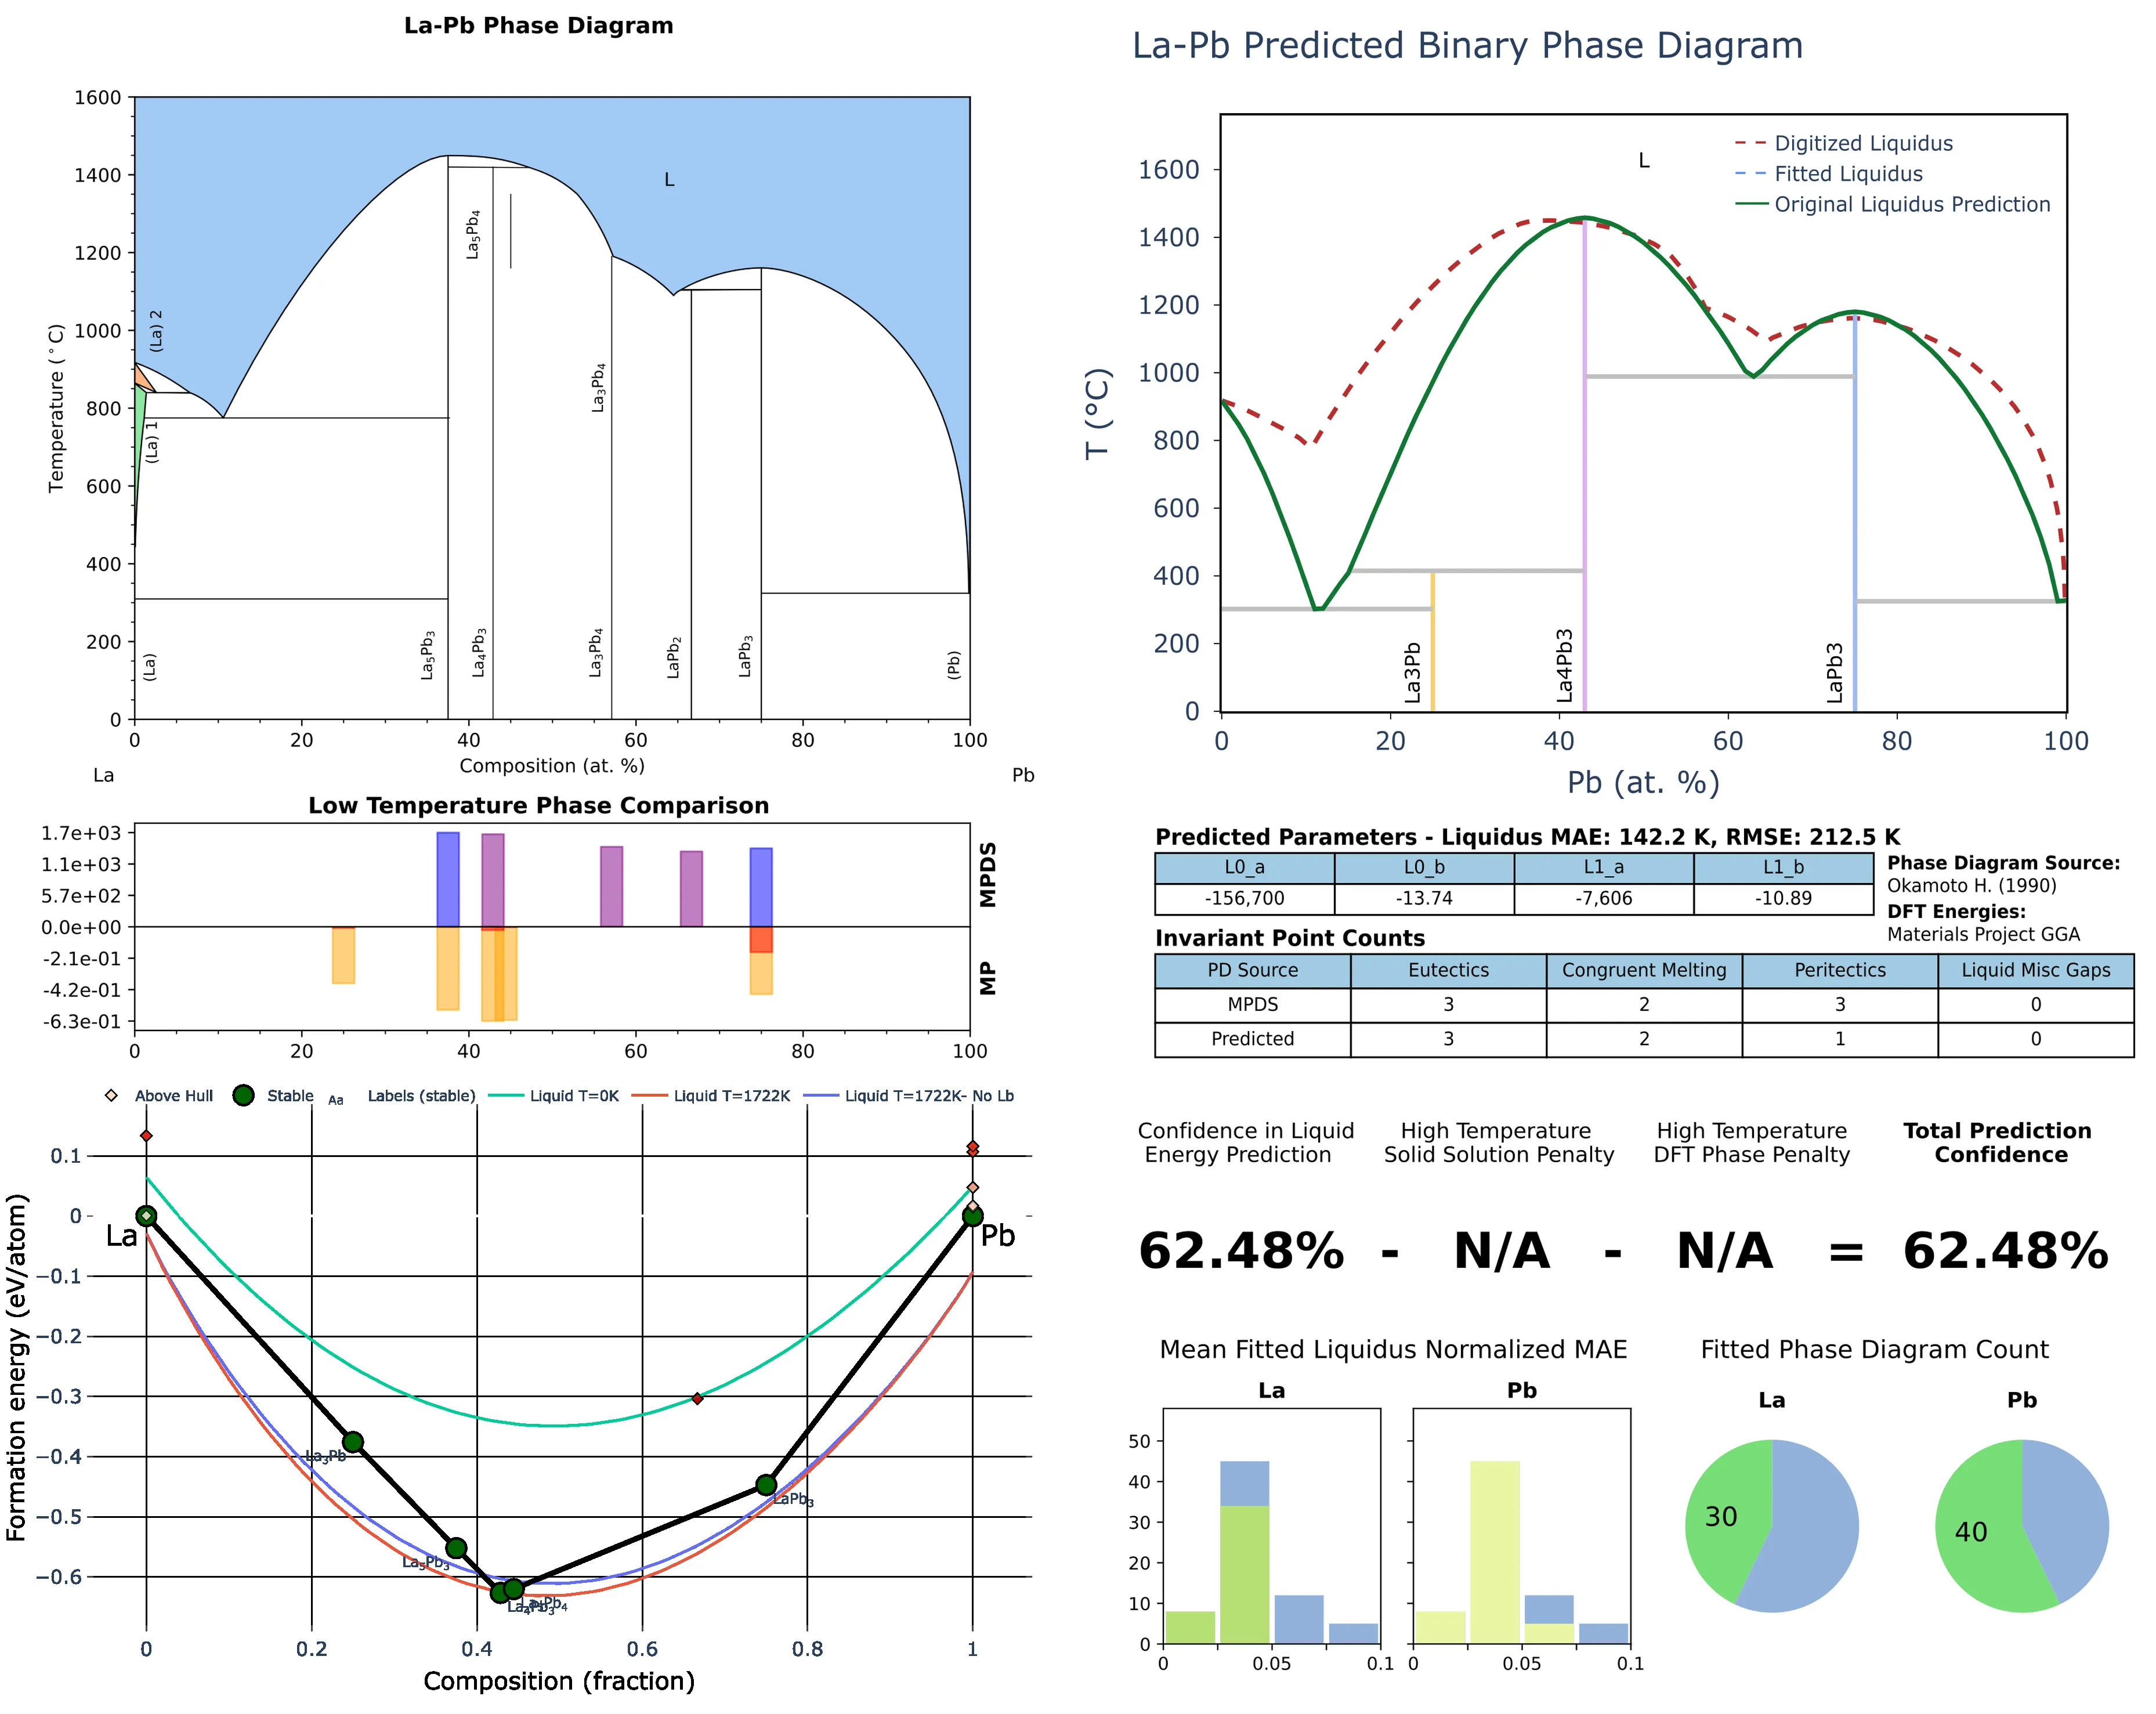 La-Pb Phase Diagram
1600
1400
1200
1000
800
600
400
200
0
Temperature (°C)
L
(La) 2
(La) 1
(La)
La₅Pb₄
La₃Pb₄
La₅Pb₃
La₄Pb₃
La₃Pb₄
LaPb₂
LaPb₃
(Pb)
0 20 40 60 80 100
Composition (at. %)
La Pb
Low Temperature Phase Comparison
1.7e+03
1.1e+03
5.7e+02
0.0e+00
-2.1e-01
-4.2e-01
-6.3e-01
MPDS
MP
0 20 40 60 80 100
Above Hull Stable Aa Labels (stable) Liquid T=0K Liquid T=1722K Liquid T=1722K- No Lb
0.1
0
−0.1
−0.2
−0.3
−0.4
−0.5
−0.6
Formation energy (eV/atom)
La
Pb
La₃Pb
La₅Pb₃
La₄Pb₃
La₅Pb₄
LaPb₃
0 0.2 0.4 0.6 0.8 1
Composition (fraction)
La-Pb Predicted Binary Phase Diagram
Digitized Liquidus
Fitted Liquidus
Original Liquidus Prediction
L
1600
1400
1200
1000
800
600
400
200
0
T (°C)
La3Pb
La4Pb3
LaPb3
0 20 40 60 80 100
Pb (at. %)
Predicted Parameters - Liquidus MAE: 142.2 K, RMSE: 212.5 K
L0_a L0_b L1_a L1_b
-156,700 -13.74 -7,606 -10.89
Phase Diagram Source:
Okamoto H. (1990)
DFT Energies:
Materials Project GGA
Invariant Point Counts
PD Source Eutectics Congruent Melting Peritectics Liquid Misc Gaps
MPDS 3 2 3 0
Predicted 3 2 1 0
Confidence in Liquid
Energy Prediction
High Temperature
Solid Solution Penalty
High Temperature
DFT Phase Penalty
Total Prediction
Confidence
62.48% - N/A - N/A = 62.48%
Mean Fitted Liquidus Normalized MAE
La
Pb
50
40
30
20
10
0
0 0.05 0.1
0 0.05 0.1
Fitted Phase Diagram Count
La
Pb
30
40